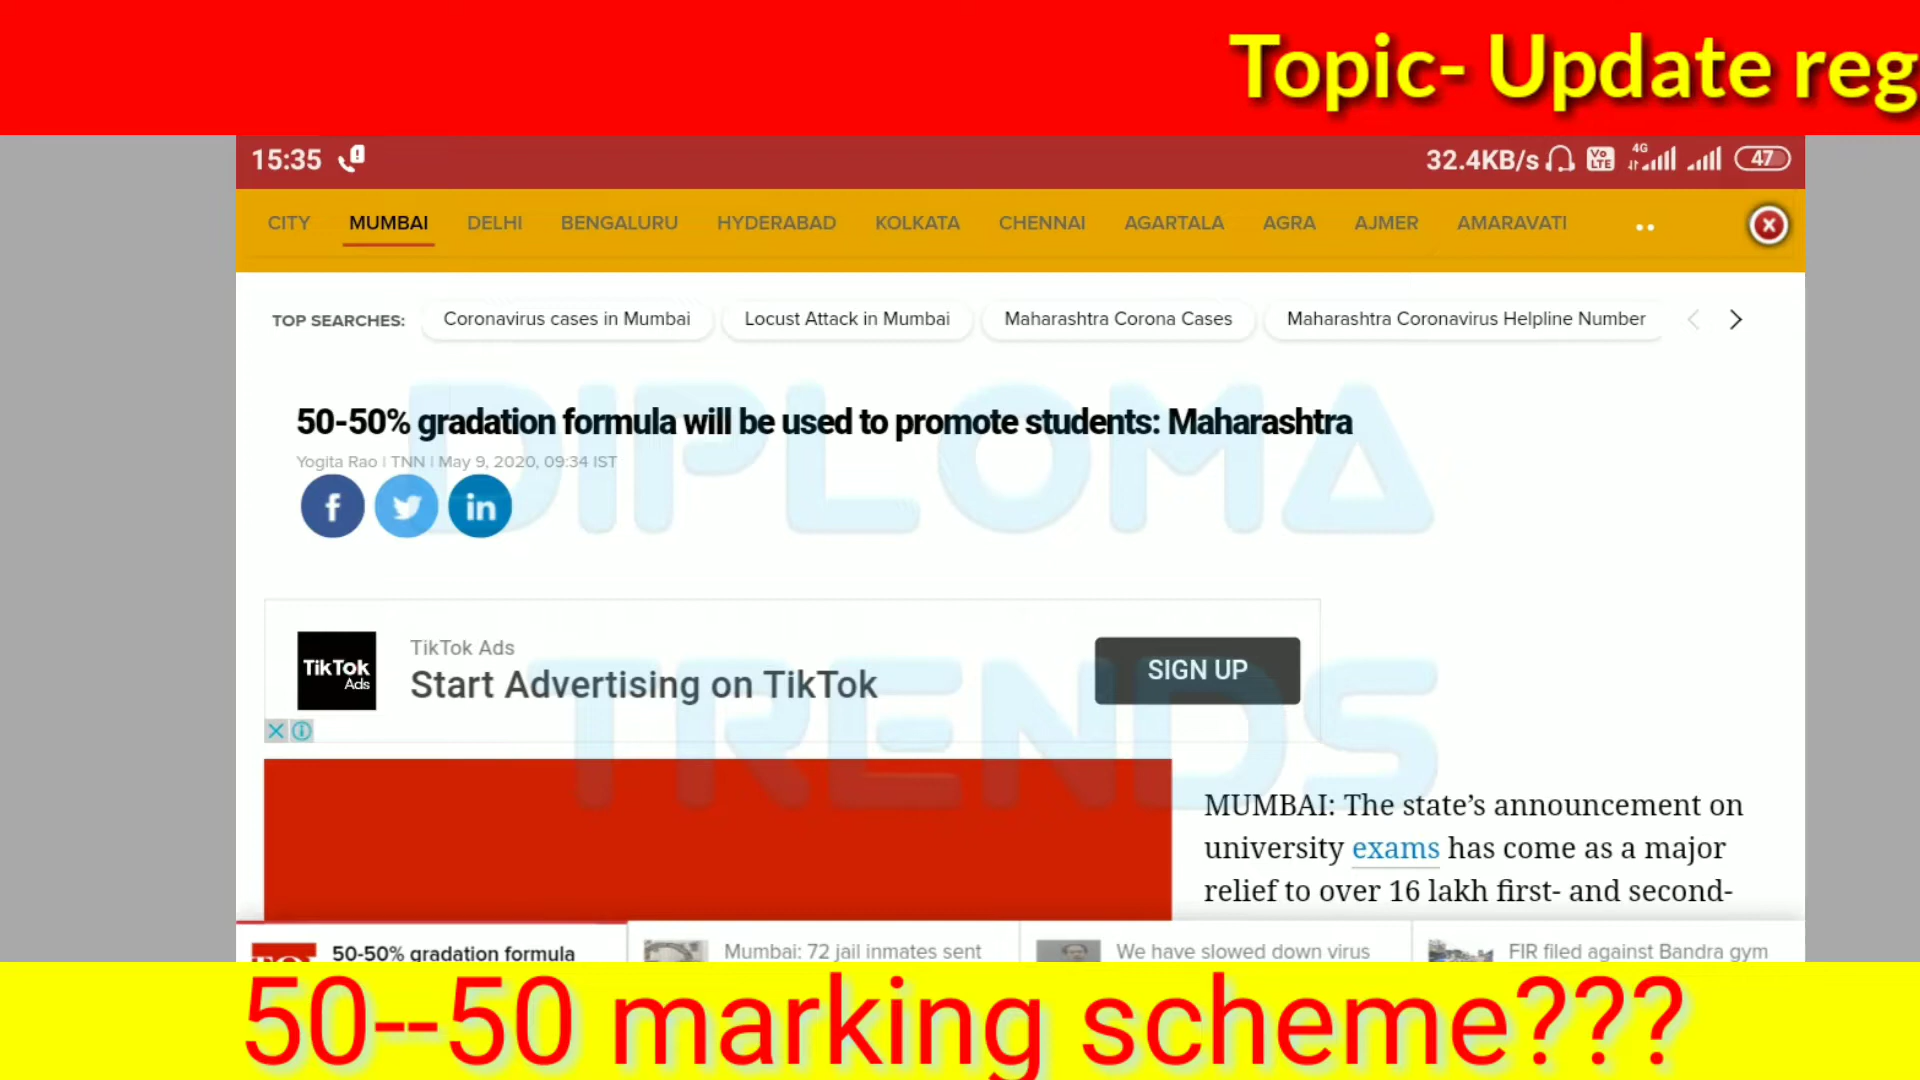 Topic- Update reg
15:35
32.4KB/s Vo LTE 4G 47
CITY MUMBAI DELHI BENGALURU HYDERABAD KOLKATA CHENNAI AGARTALA AGRA AJMER AMARAVATI
TOP SEARCHES: Coronavirus cases in Mumbai Locust Attack in Mumbai Maharashtra Corona Cases Maharashtra Coronavirus Helpline Number
50-50% gradation formula will be used to promote students: Maharashtra
Yogita Rao | TNN | May 9, 2020, 09:34 IST
DIPLOMA
TRENDS
TikTok Ads
TikTok Ads
Start Advertising on TikTok
SIGN UP
MUMBAI: The state’s announcement on
university exams has come as a major
relief to over 16 lakh first- and second-
50-50% gradation formula
Mumbai: 72 jail inmates sent
We have slowed down virus
FIR filed against Bandra gym
50--50 marking scheme???